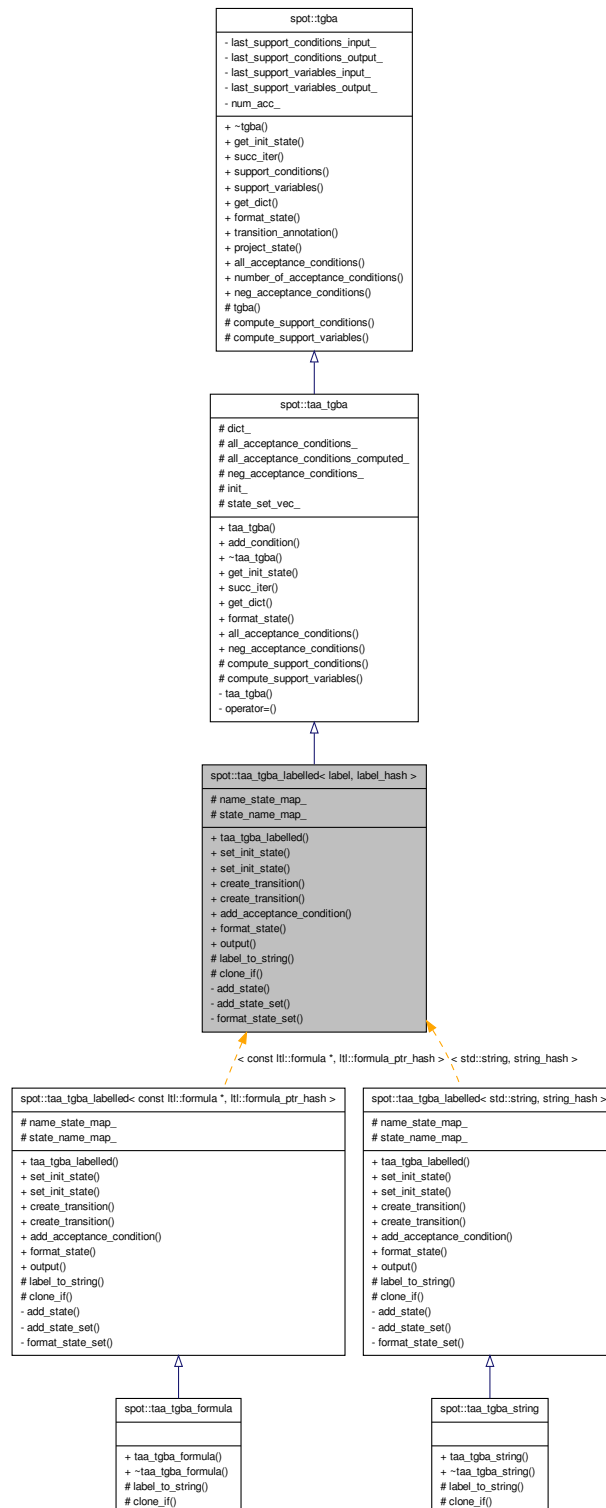 spot::tgba
- last_support_conditions_input_
- last_support_conditions_output_
- last_support_variables_input_
- last_support_variables_output_
- num_acc_
+ ~tgba()
+ get_init_state()
+ succ_iter()
+ support_conditions()
+ support_variables()
+ get_dict()
+ format_state()
+ transition_annotation()
+ project_state()
+ all_acceptance_conditions()
+ number_of_acceptance_conditions()
+ neg_acceptance_conditions()
# tgba()
# compute_support_conditions()
# compute_support_variables()
spot::taa_tgba
# dict_
# all_acceptance_conditions_
# all_acceptance_conditions_computed_
# neg_acceptance_conditions_
# init_
# state_set_vec_
+ taa_tgba()
+ add_condition()
+ ~taa_tgba()
+ get_init_state()
+ succ_iter()
+ get_dict()
+ format_state()
+ all_acceptance_conditions()
+ neg_acceptance_conditions()
# compute_support_conditions()
# compute_support_variables()
- taa_tgba()
- operator=()
spot::taa_tgba_labelled< label, label_hash >
# name_state_map_
# state_name_map_
+ taa_tgba_labelled()
+ set_init_state()
+ set_init_state()
+ create_transition()
+ create_transition()
+ add_acceptance_condition()
+ format_state()
+ output()
# label_to_string()
# clone_if()
- add_state()
- add_state_set()
- format_state_set()
< const ltl::formula *, ltl::formula_ptr_hash >
< std::string, string_hash >
spot::taa_tgba_labelled< const ltl::formula *, ltl::formula_ptr_hash >
# name_state_map_
# state_name_map_
+ taa_tgba_labelled()
+ set_init_state()
+ set_init_state()
+ create_transition()
+ create_transition()
+ add_acceptance_condition()
+ format_state()
+ output()
# label_to_string()
# clone_if()
- add_state()
- add_state_set()
- format_state_set()
spot::taa_tgba_labelled< std::string, string_hash >
# name_state_map_
# state_name_map_
+ taa_tgba_labelled()
+ set_init_state()
+ set_init_state()
+ create_transition()
+ create_transition()
+ add_acceptance_condition()
+ format_state()
+ output()
# label_to_string()
# clone_if()
- add_state()
- add_state_set()
- format_state_set()
spot::taa_tgba_formula
+ taa_tgba_formula()
+ ~taa_tgba_formula()
# label_to_string()
# clone_if()
spot::taa_tgba_string
+ taa_tgba_string()
+ ~taa_tgba_string()
# label_to_string()
# clone_if()